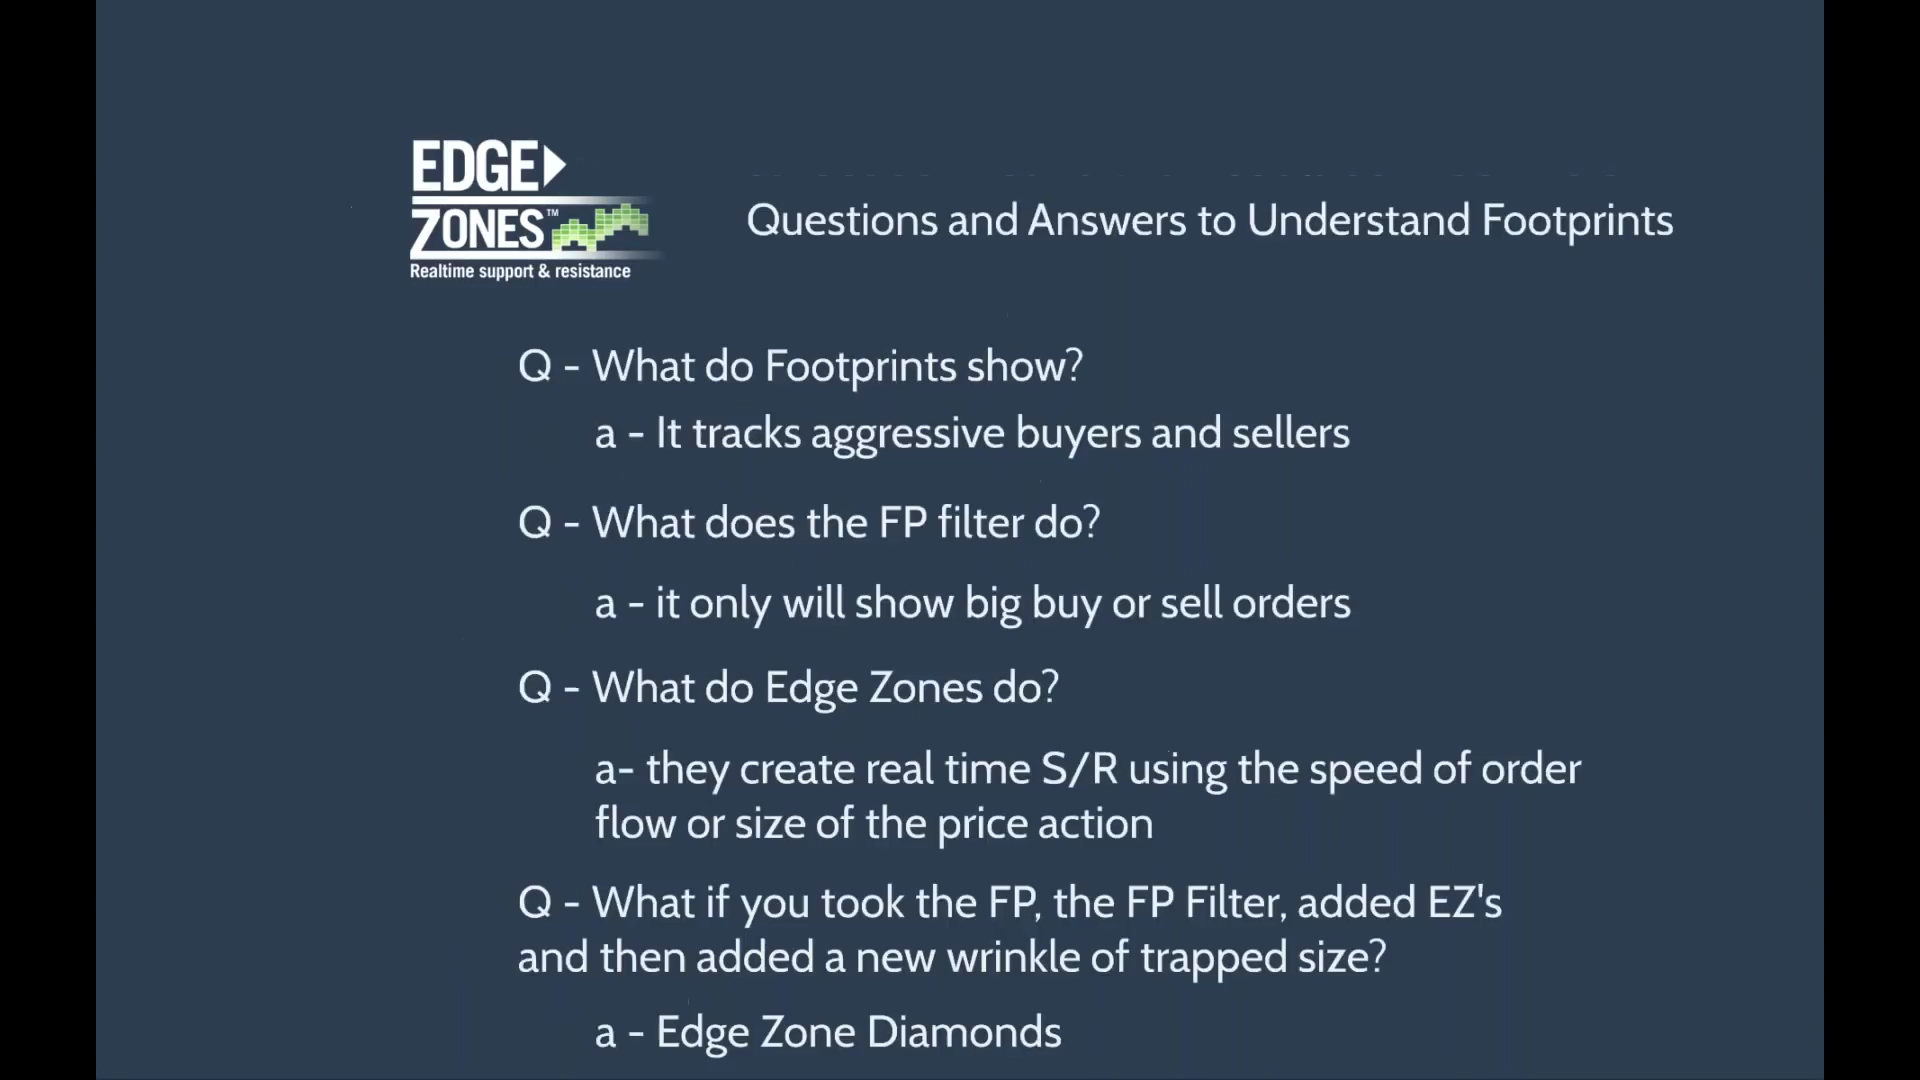 EDGE
ZONES™
Realtime support & resistance
Questions and Answers to Understand Footprints
Q - What do Footprints show?
a - It tracks aggressive buyers and sellers
Q - What does the FP filter do?
a - it only will show big buy or sell orders
Q - What do Edge Zones do?
a- they create real time S/R using the speed of order
flow or size of the price action
Q - What if you took the FP, the FP Filter, added EZ's
and then added a new wrinkle of trapped size?
a - Edge Zone Diamonds